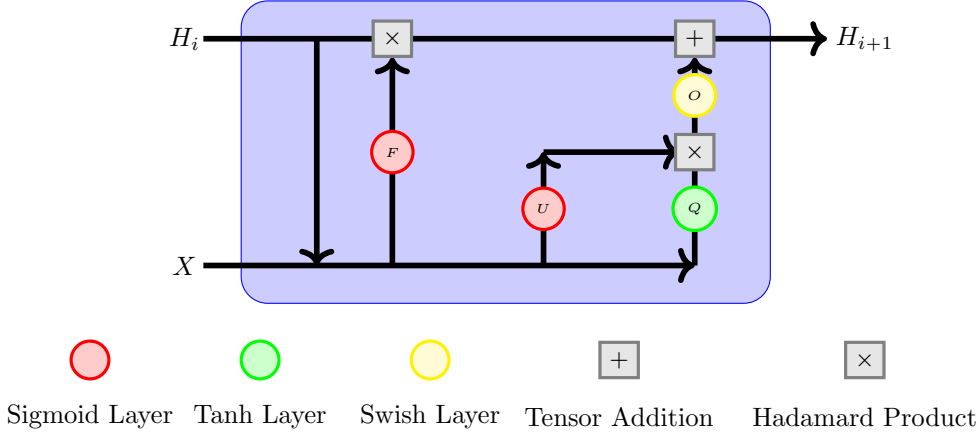 H_i × + H_{i+1}
O
F ×
U Q
X
+ ×
Sigmoid Layer Tanh Layer Swish Layer Tensor Addition Hadamard Product